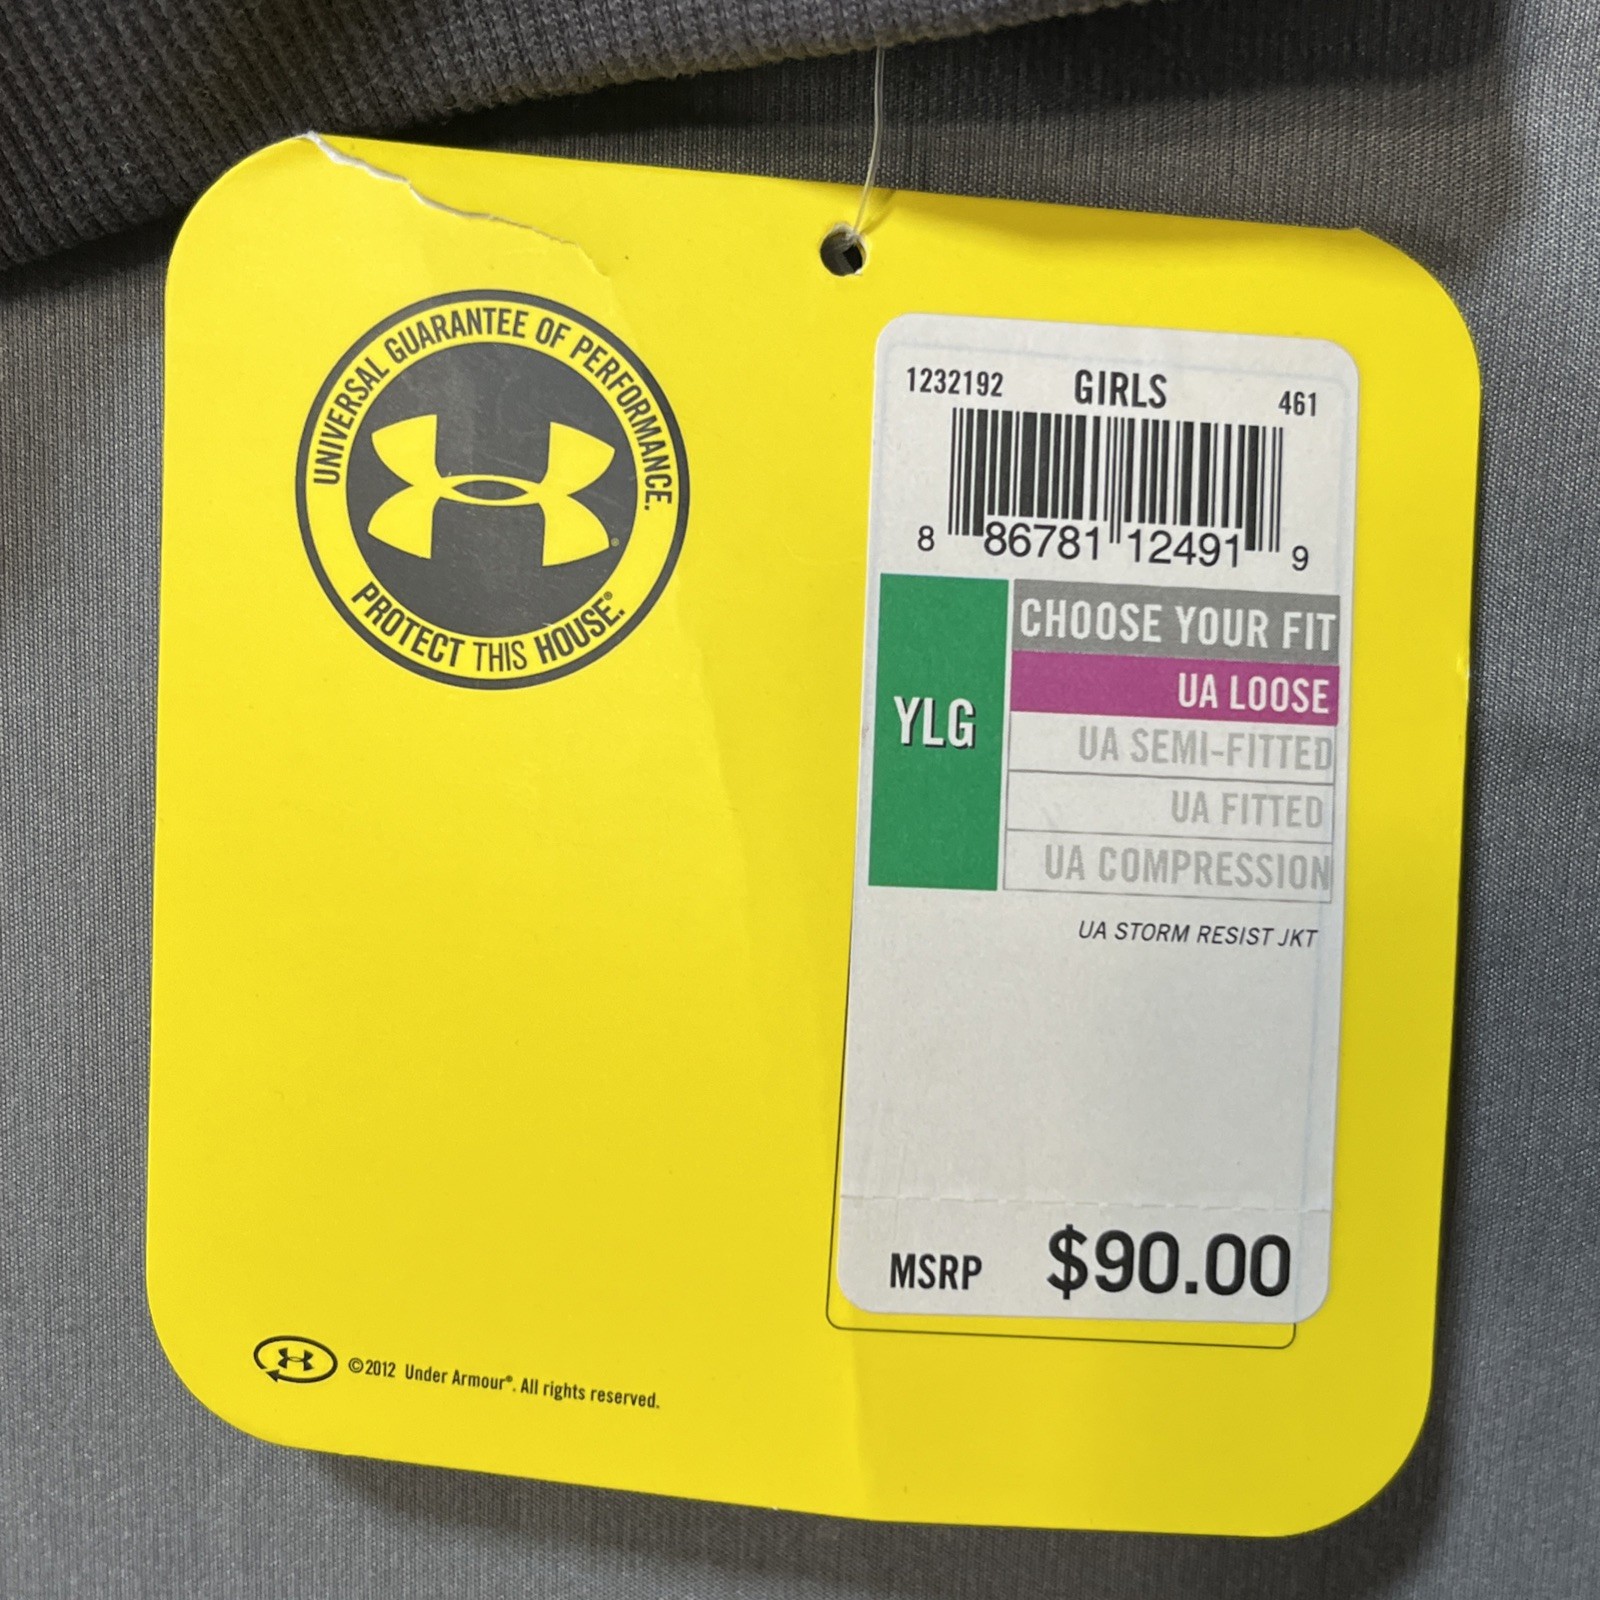 UNIVERSAL GUARANTEE OF PERFORMANCE.
PROTECT THIS HOUSE.®
1232192 GIRLS 461
8 86781 12491 9
YLG
CHOOSE YOUR FIT
UA LOOSE
UA SEMI-FITTED
UA FITTED
UA COMPRESSION
UA STORM RESIST JKT
MSRP $90.00
©2012 Under Armour®. All rights reserved.